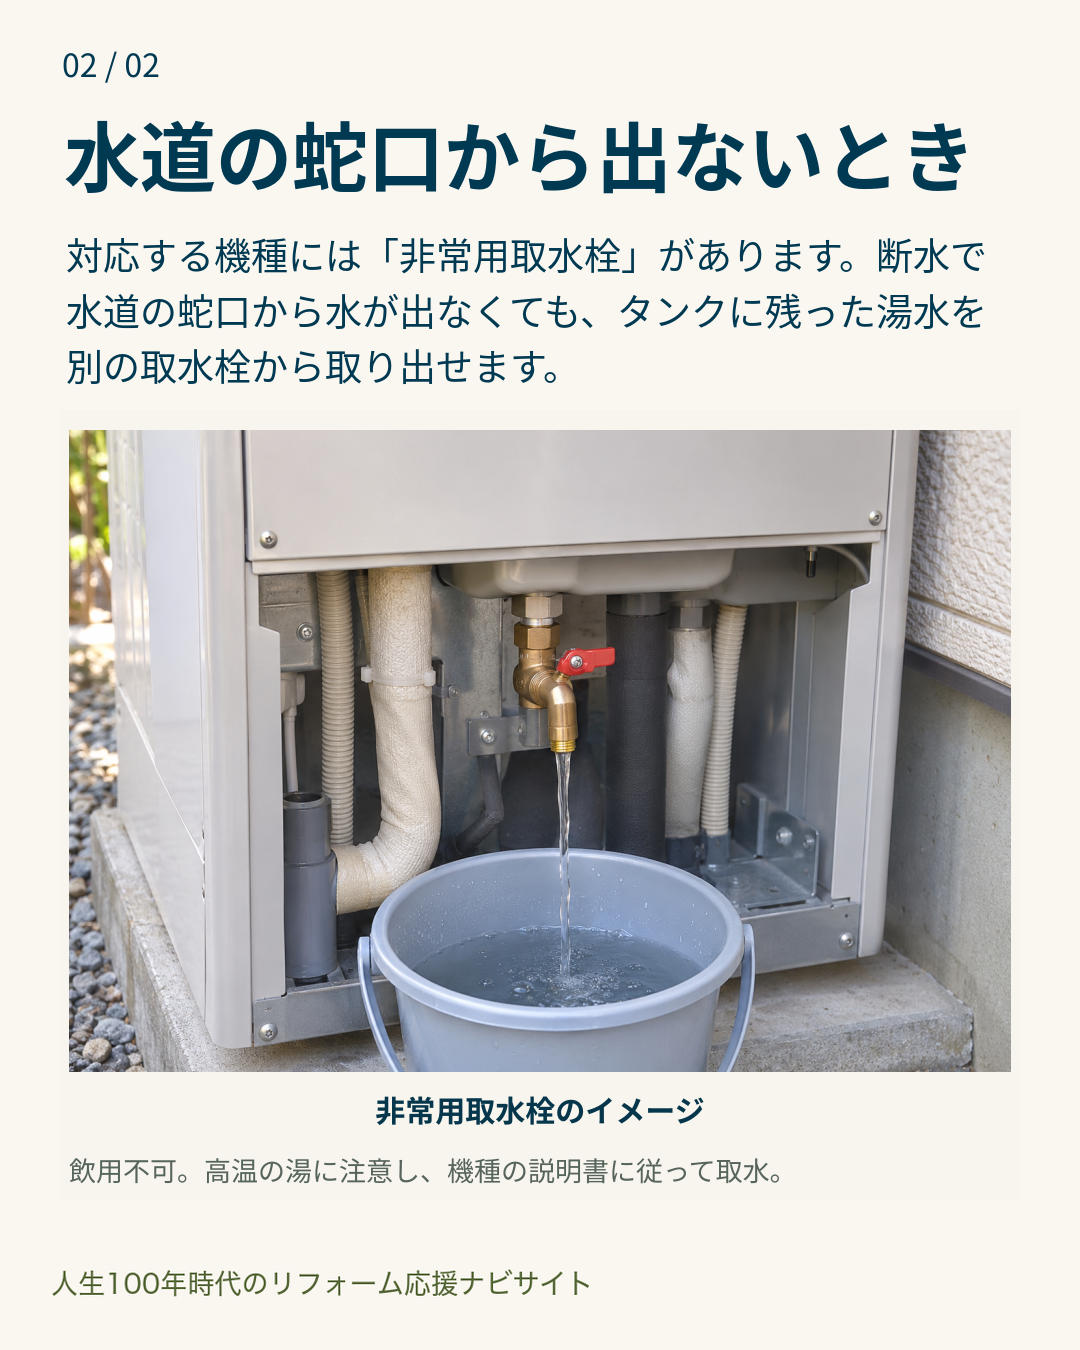 02 / 02
水道の蛇口から出ないとき
対応する機種には「非常用取水栓」があります。断水で
水道の蛇口から水が出なくても、タンクに残った湯水を
別の取水栓から取り出せます。
非常用取水栓のイメージ
飲用不可。高温の湯に注意し、機種の説明書に従って取水。
人生100年時代のリフォーム応援ナビサイト